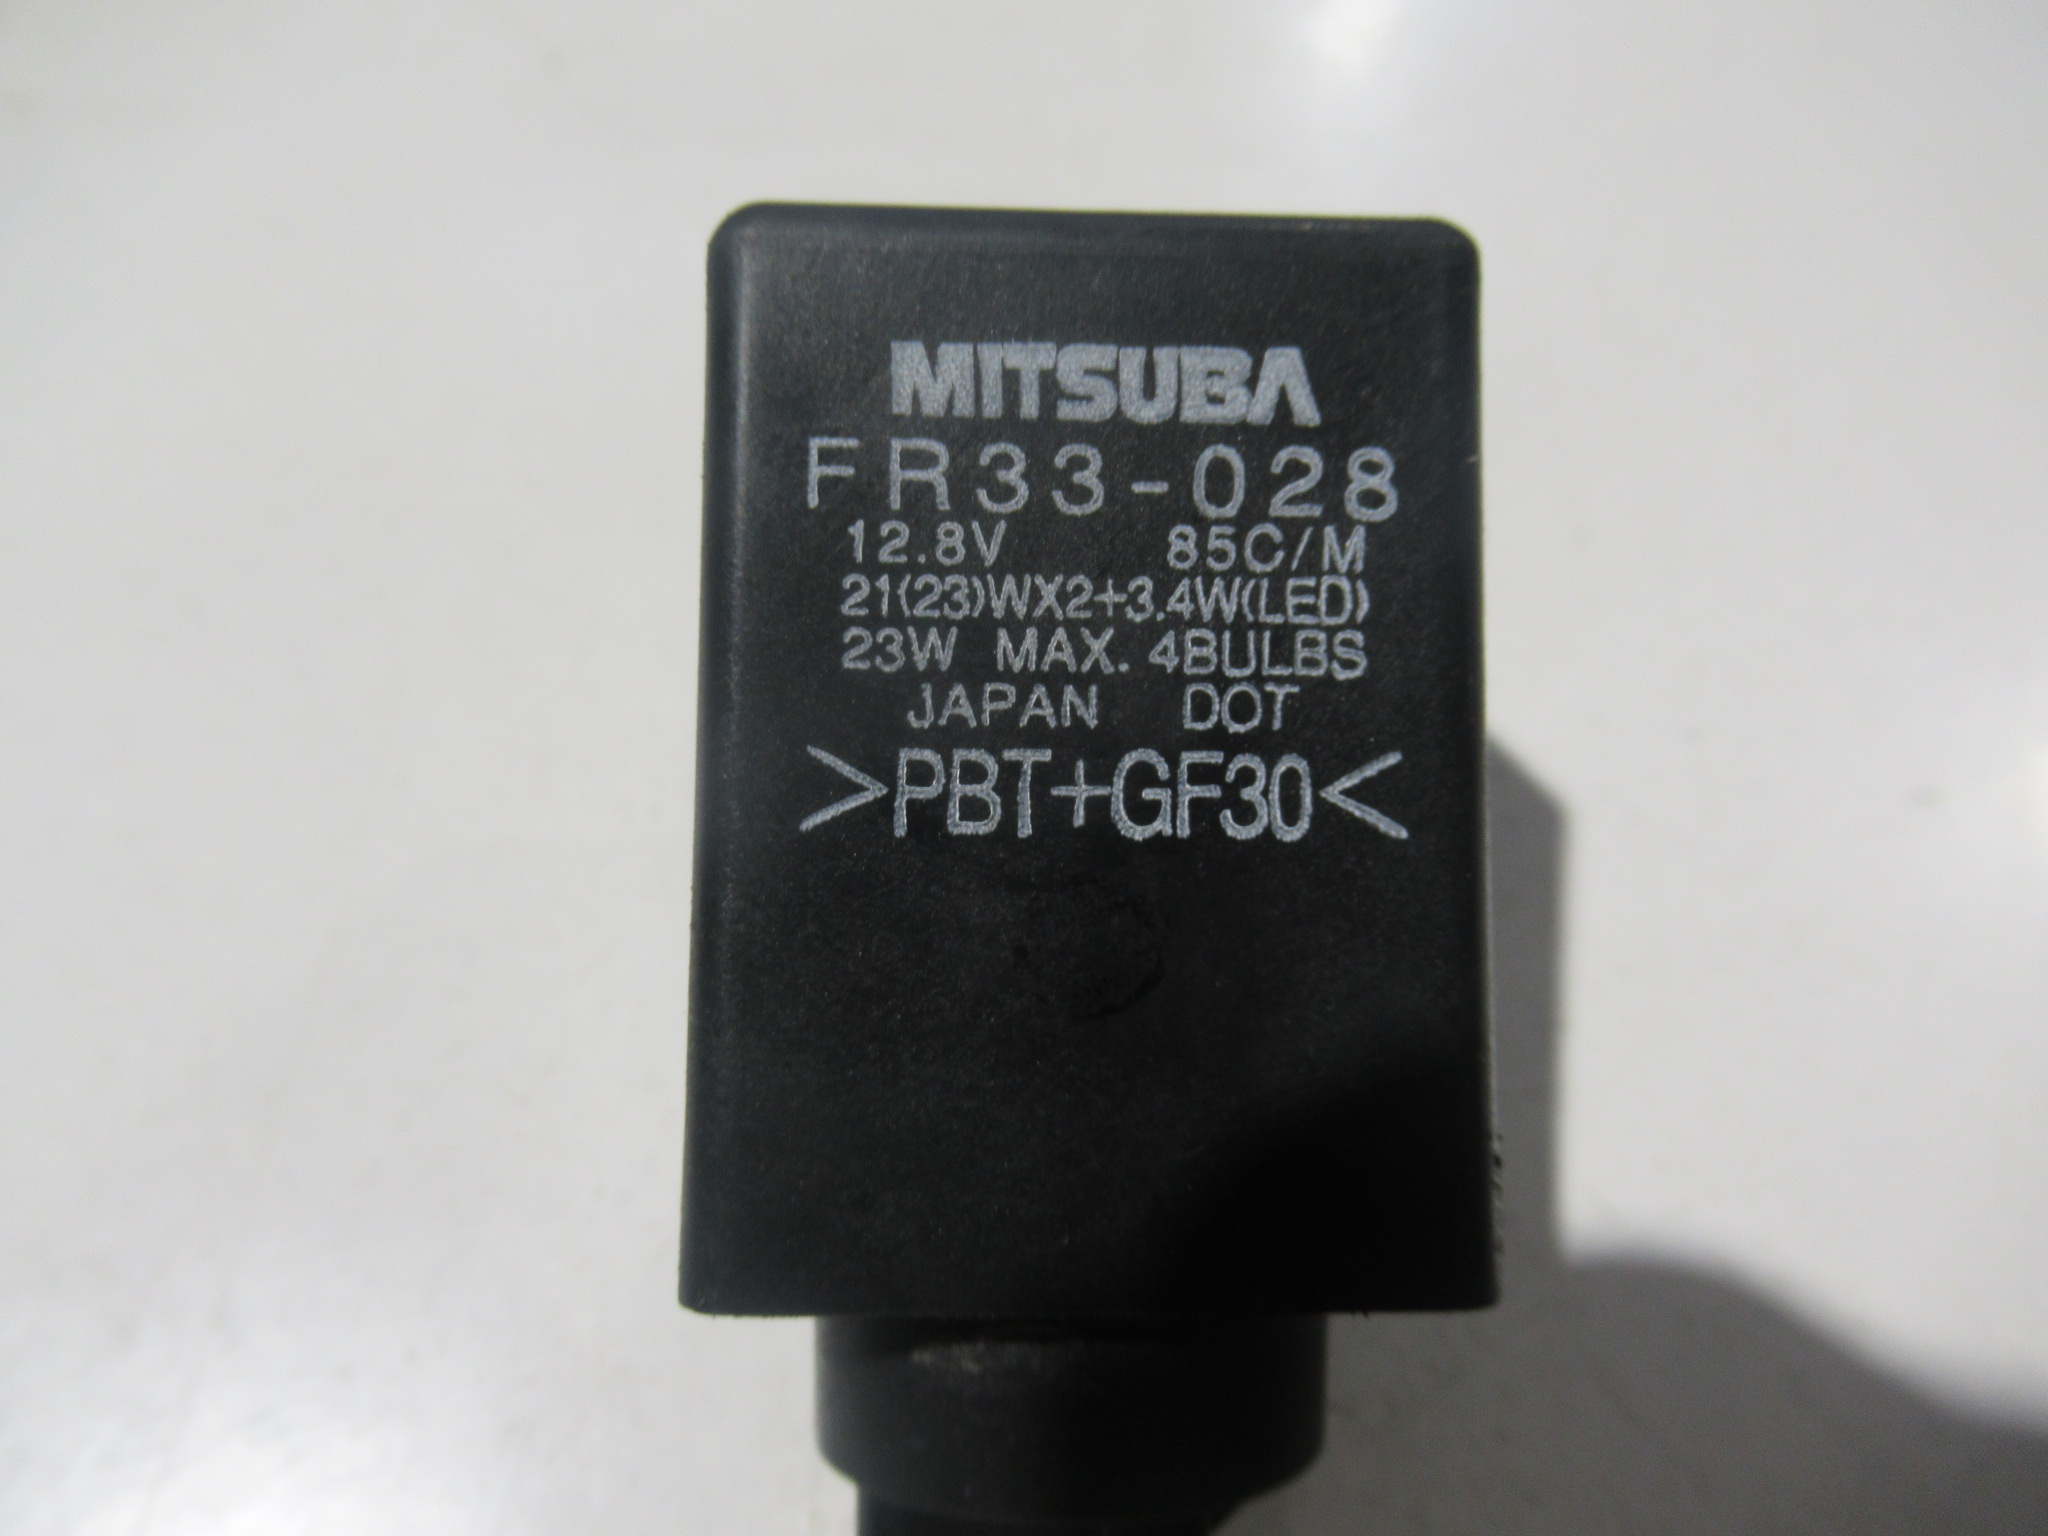 MITSUBA
FR33-028
12.8V 85C/M
21(23)WX2+3.4W(LED)
23W MAX. 4BULBS
JAPAN DOT
>PBT+GF30<